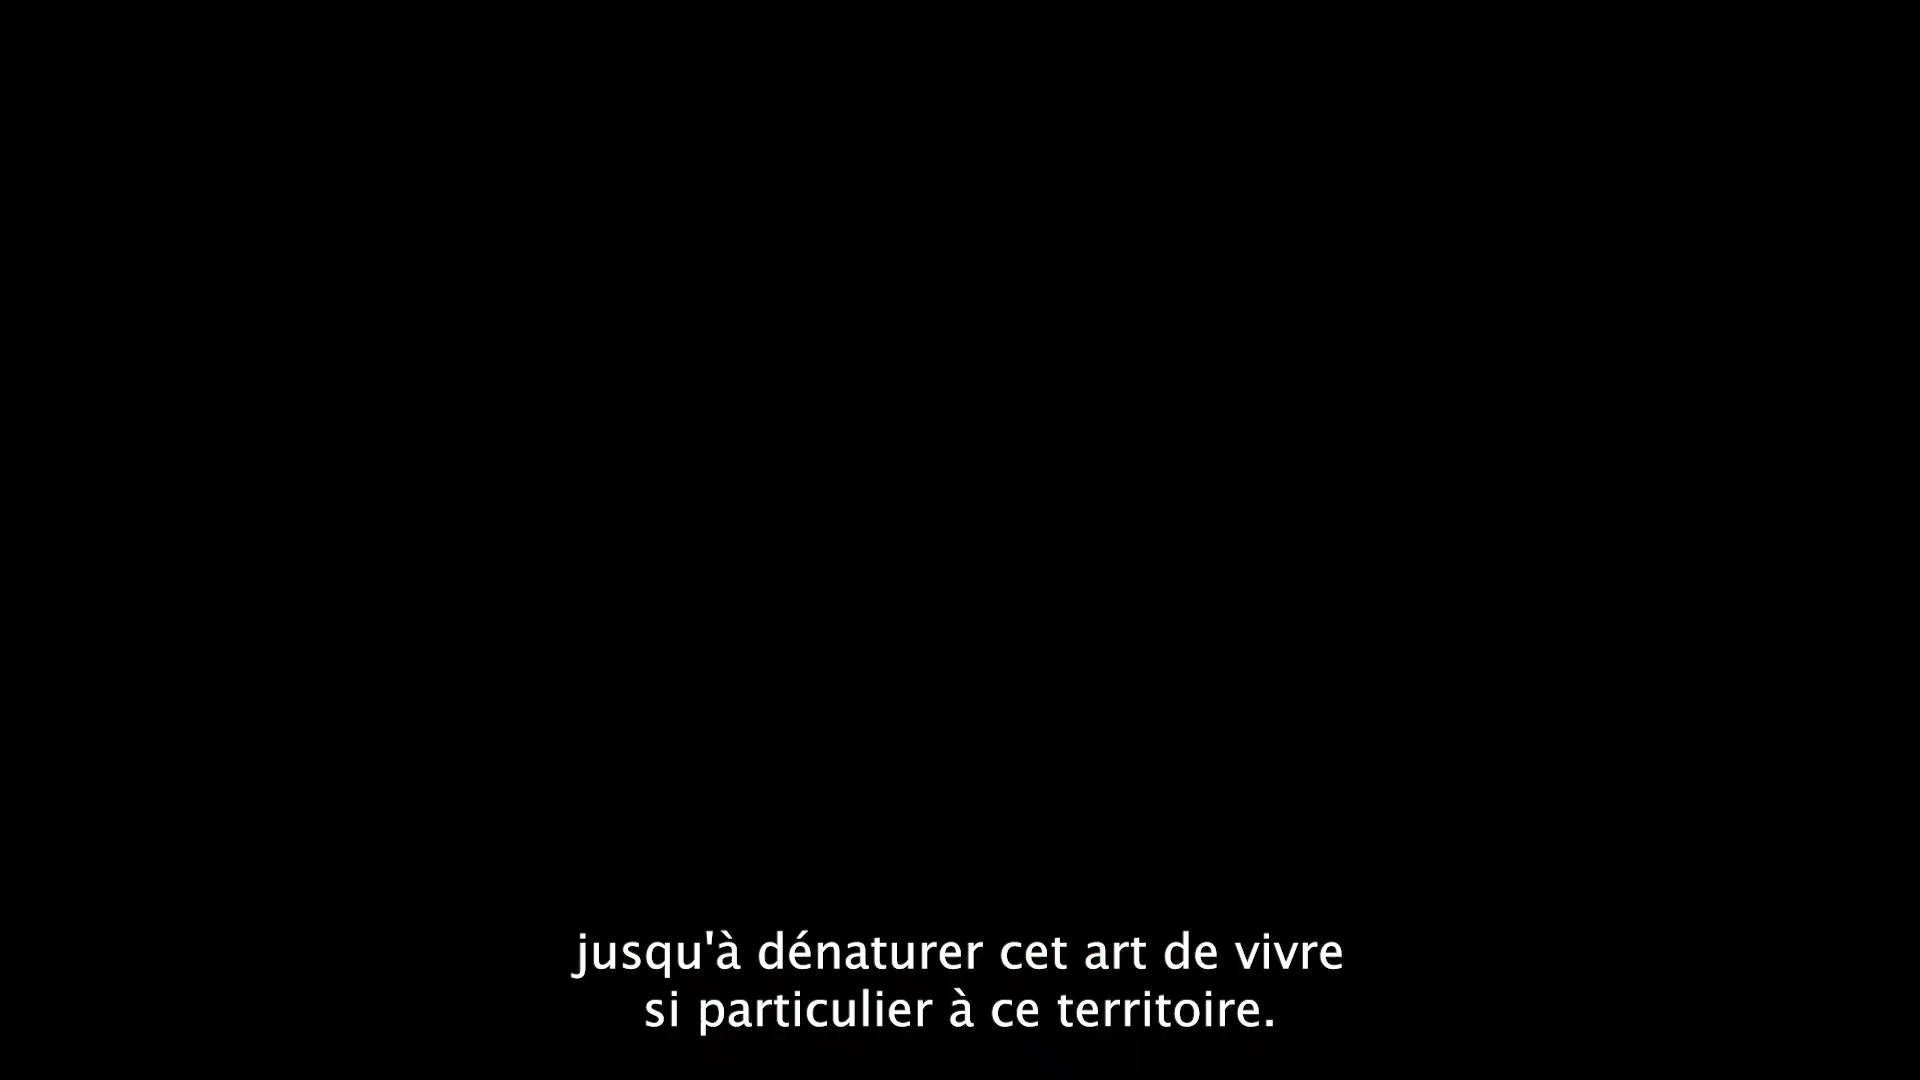 jusqu'à dénaturer cet art de vivre
si particulier à ce territoire.